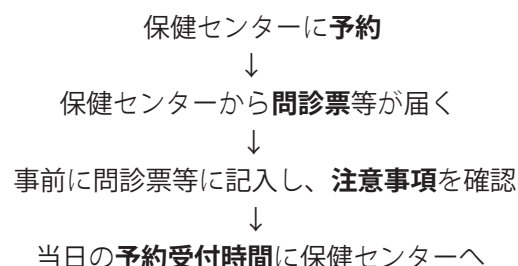 保健センターに予約
↓
保健センターから問診票等が届く
↓
事前に問診票等に記入し、注意事項を確認
↓
当日の予約受付時間に保健センターへ